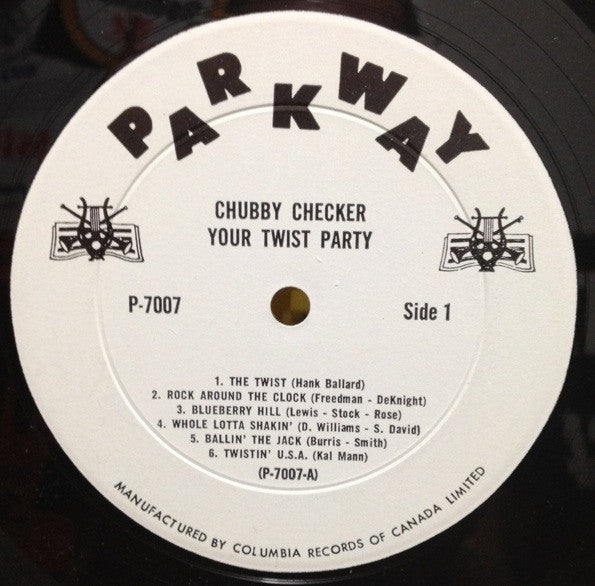 PARKWAY
CHUBBY CHECKER
YOUR TWIST PARTY
P-7007
Side 1
1. THE TWIST (Hank Ballard)
2. ROCK AROUND THE CLOCK (Freedman - DeKnight)
3. BLUEBERRY HILL (Lewis - Stock - Rose)
4. WHOLE LOTTA SHAKIN' (D. Williams - S. David)
5. BALLIN' THE JACK (Burris - Smith)
6. TWISTIN' U.S.A. (Kal Mann)
(P-7007-A)
MANUFACTURED BY COLUMBIA RECORDS OF CANADA LIMITED